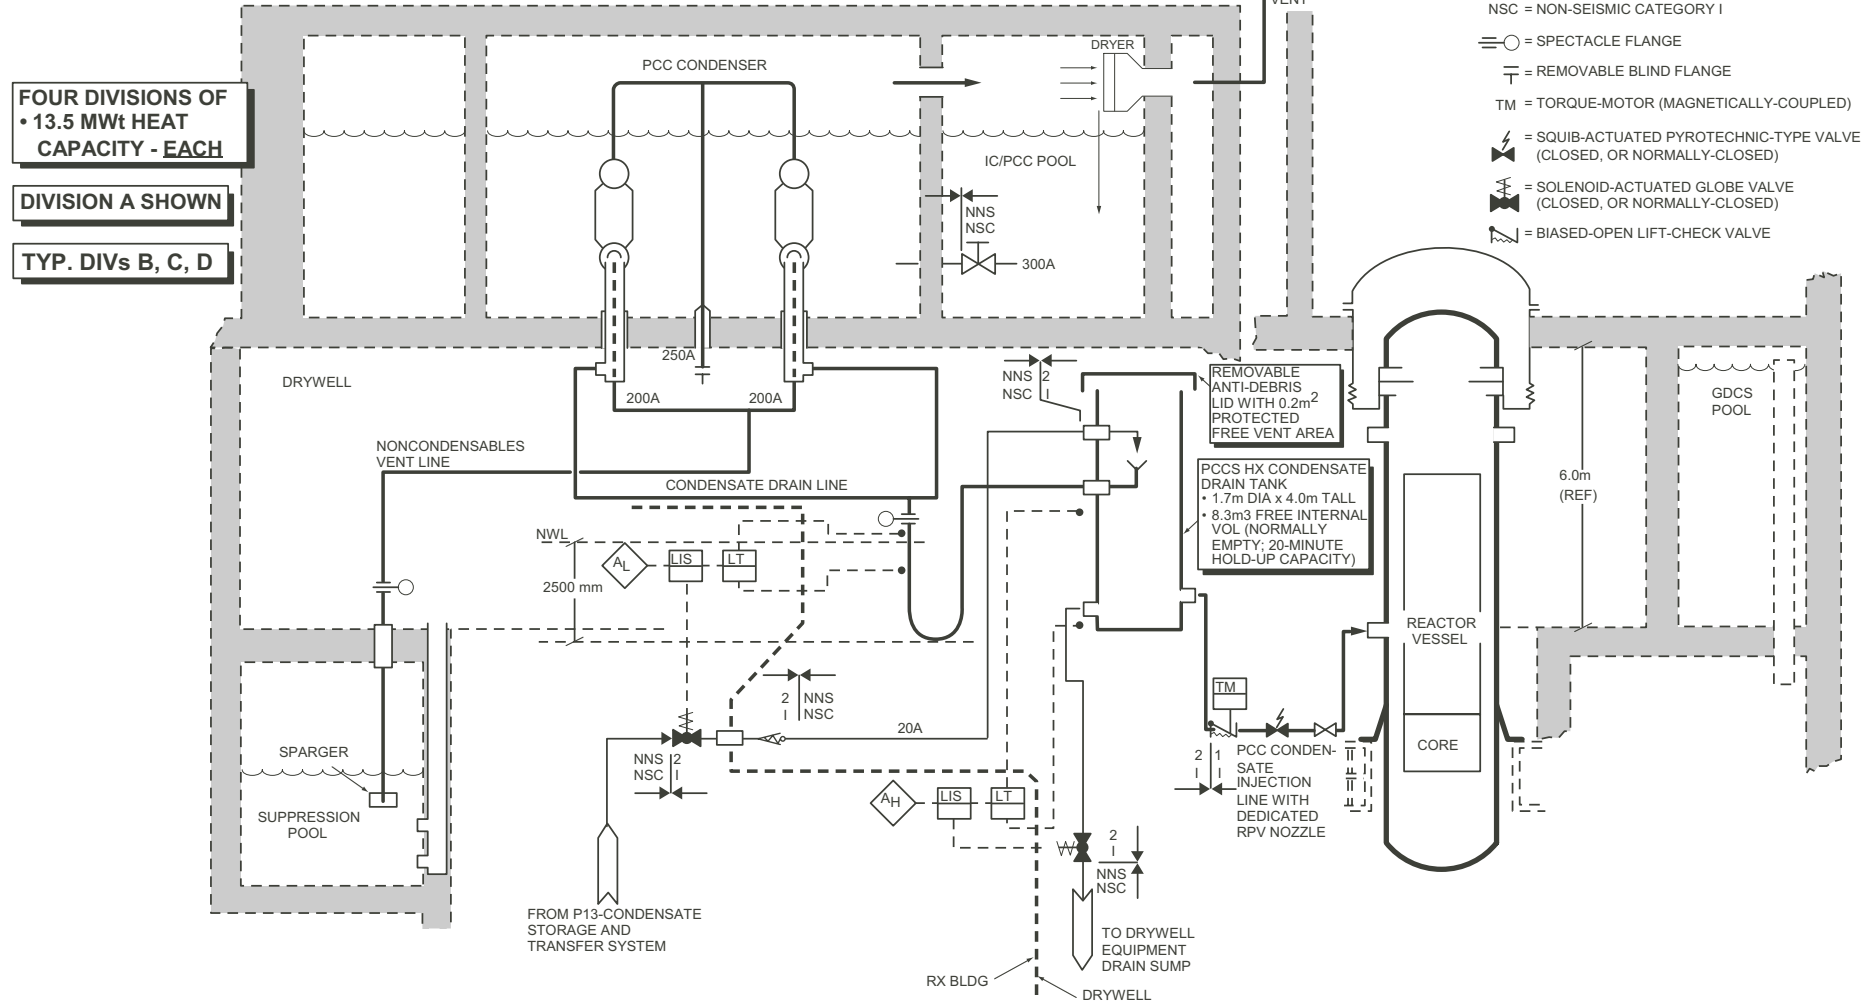 VENT
NSC = NON-SEISMIC CATEGORY I
= SPECTACLE FLANGE
= REMOVABLE BLIND FLANGE
TM = TORQUE-MOTOR (MAGNETICALLY-COUPLED)
= SQUIB-ACTUATED PYROTECHNIC-TYPE VALVE
(CLOSED, OR NORMALLY-CLOSED)
= SOLENOID-ACTUATED GLOBE VALVE
(CLOSED, OR NORMALLY-CLOSED)
= BIASED-OPEN LIFT-CHECK VALVE
FOUR DIVISIONS OF
• 13.5 MWt HEAT
CAPACITY - EACH
DIVISION A SHOWN
TYP. DIVs B, C, D
PCC CONDENSER
DRYER
IC/PCC POOL
NNS
NSC
300A
DRYWELL
250A
200A
200A
NONCONDENSABLES
VENT LINE
CONDENSATE DRAIN LINE
NNS 2
NSC I
REMOVABLE
ANTI-DEBRIS
LID WITH 0.2m2
PROTECTED
FREE VENT AREA
PCCS HX CONDENSATE
DRAIN TANK
• 1.7m DIA x 4.0m TALL
• 8.3m3 FREE INTERNAL
VOL (NORMALLY
EMPTY; 20-MINUTE
HOLD-UP CAPACITY)
GDCS
POOL
6.0m
(REF)
NWL
AL
LIS
LT
2500 mm
REACTOR
VESSEL
CORE
2 NNS
I NSC
20A
TM
NNS 2
NSC I
2 1
I I
PCC CONDEN-
SATE
INJECTION
LINE WITH
DEDICATED
RPV NOZZLE
SPARGER
SUPPRESSION
POOL
AH
LIS
LT
2
I
NNS
NSC
FROM P13-CONDENSATE
STORAGE AND
TRANSFER SYSTEM
TO DRYWELL
EQUIPMENT
DRAIN SUMP
RX BLDG
DRYWELL